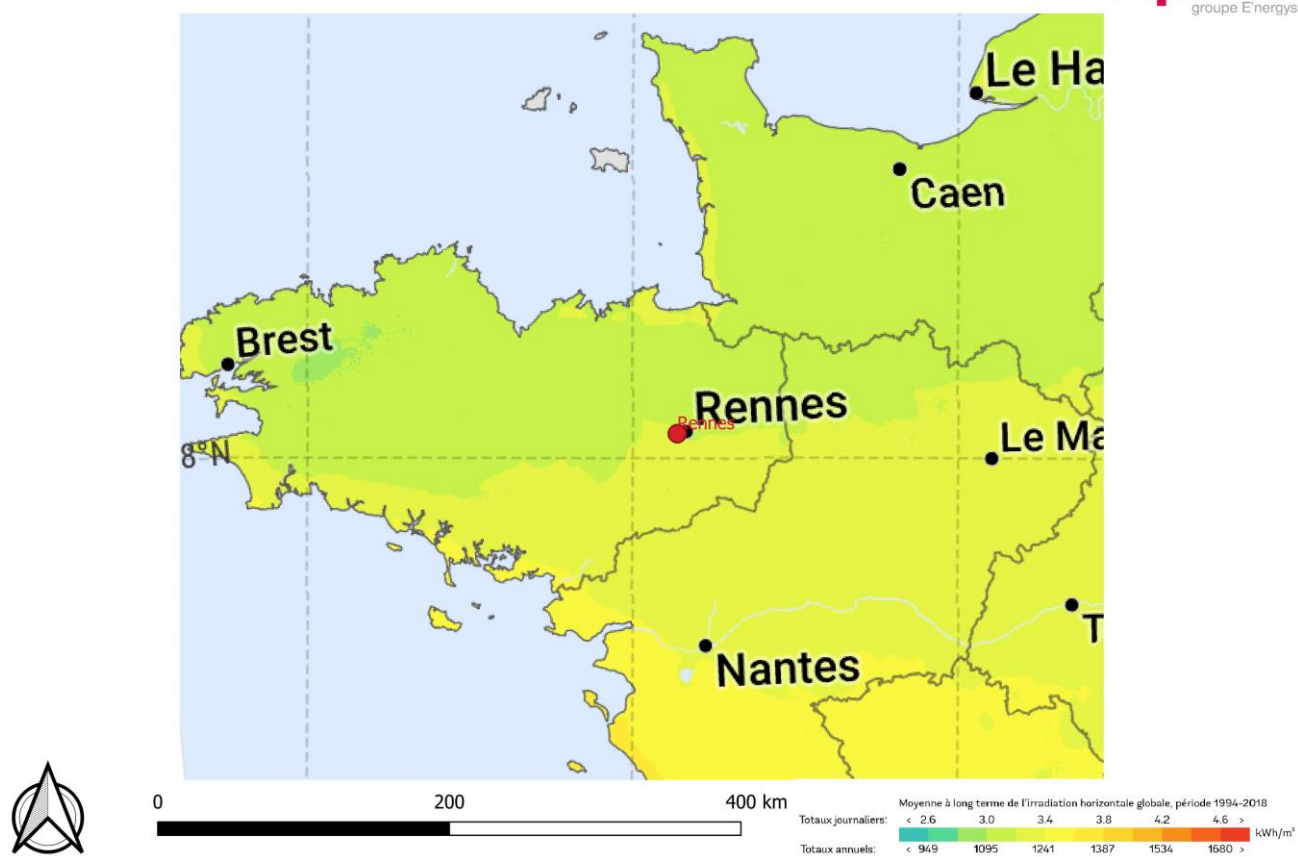 groupe E'nergys
Le Ha
Caen
Brest
Rennes
Rennes
8°N
Le Ma
T
Nantes
0 200 400 km
Moyenne à long terme de l'irradiation horizontale globale, période 1994-2018
Totaux journaliers: < 2.6 3.0 3.4 3.8 4.2 4.6 >
kWh/m²
Totaux annuels: < 949 1095 1241 1387 1534 1680 >